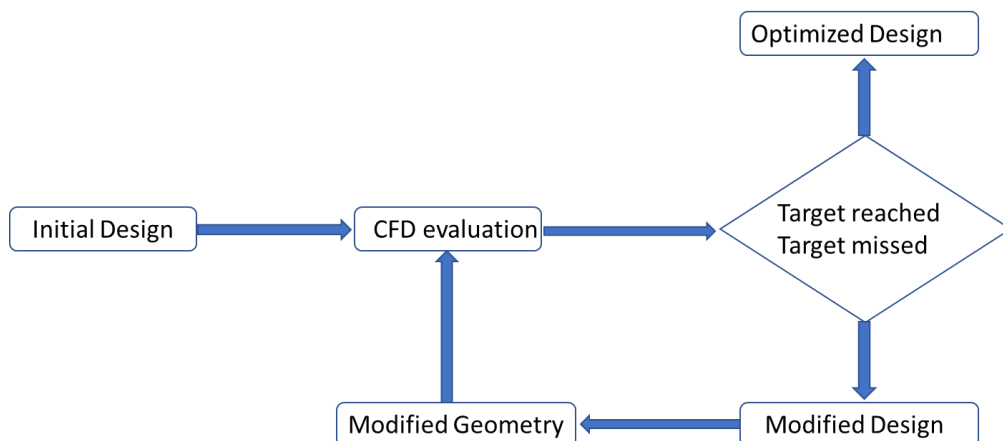 Optimized Design
Initial Design
CFD evaluation
Target reached
Target missed
Modified Geometry
Modified Design